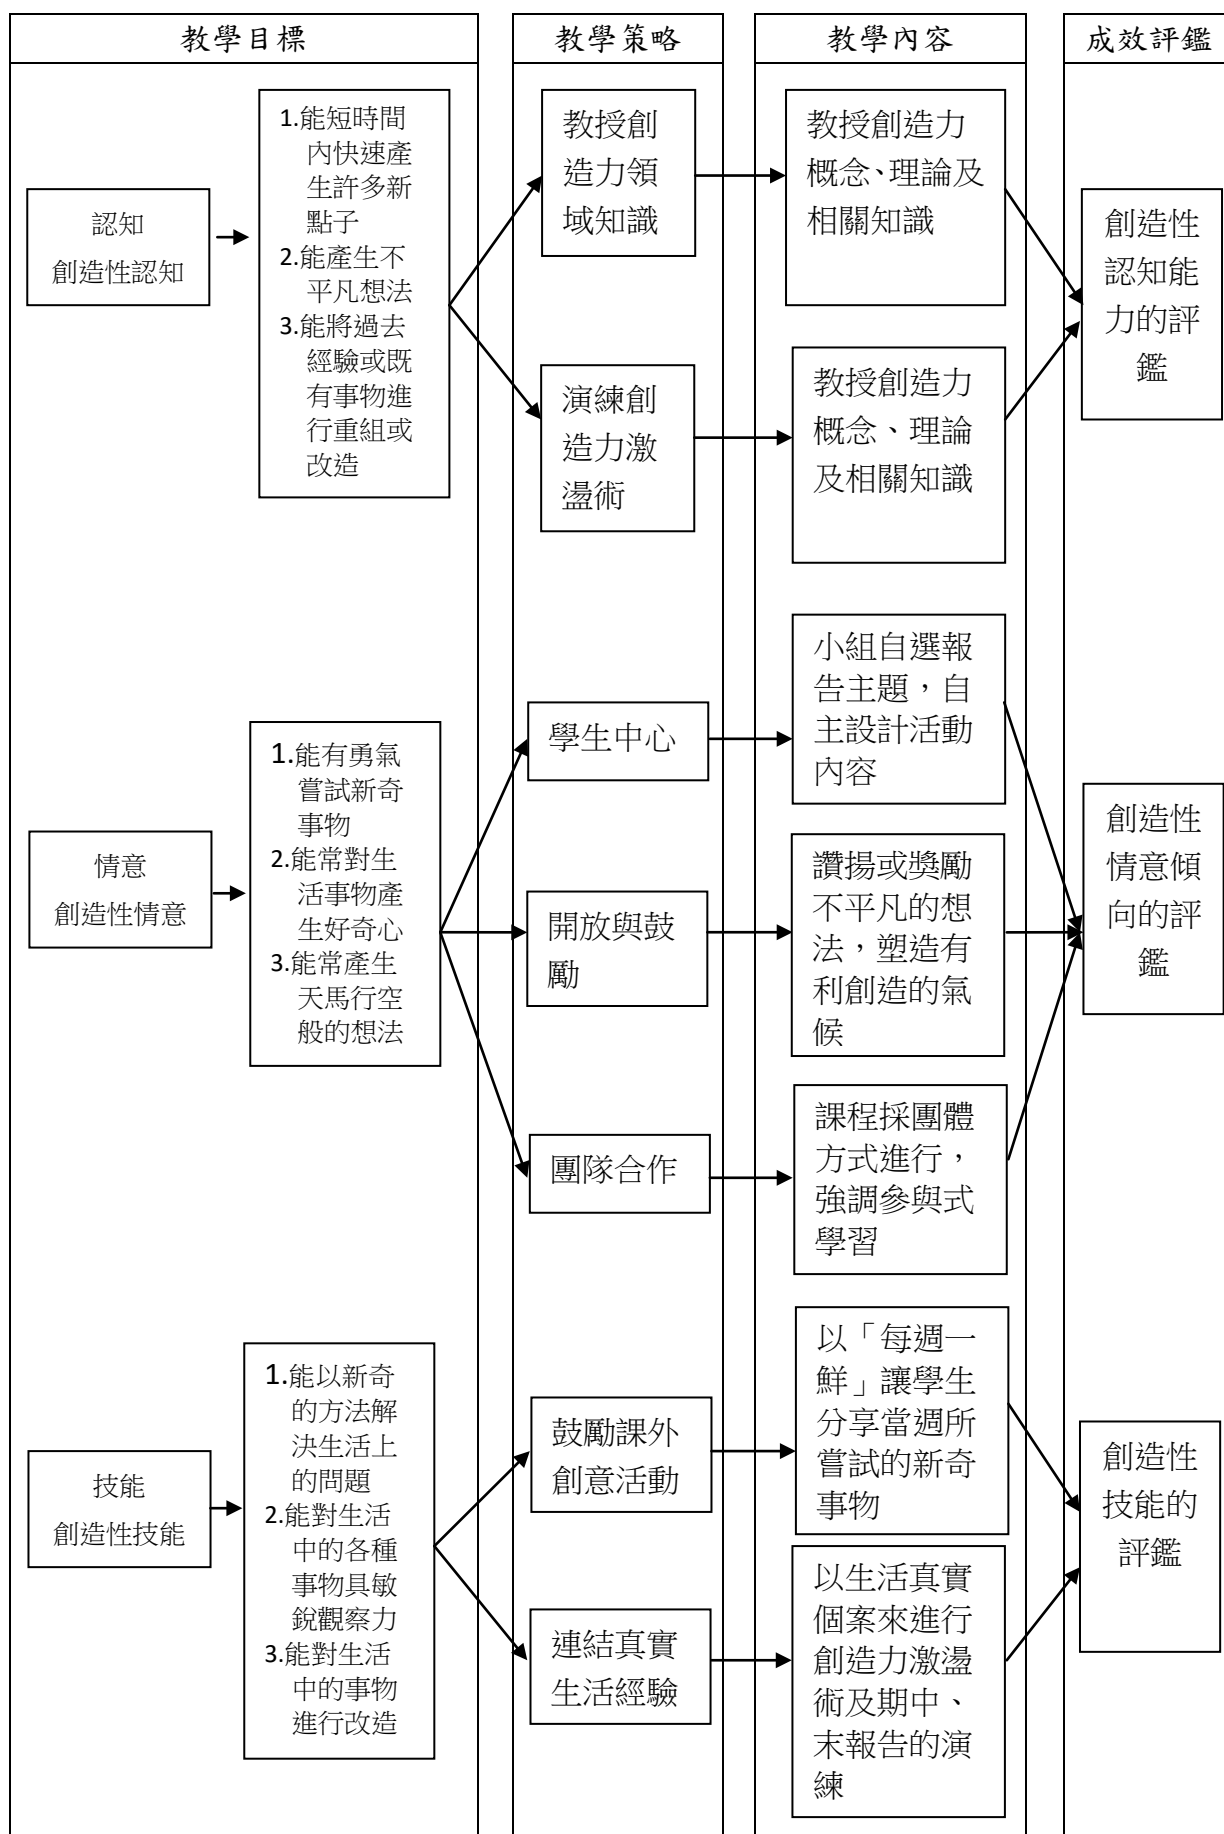 教學目標
教學策略
教學內容
成效評鑑
認知
創造性認知
1.能短時間
內快速產
生許多新
點子
2.能產生不
平凡想法
3.能將過去
經驗或既
有事物進
行重組或
改造
教授創
造力領
域知識
教授創造力
概念、理論及
相關知識
演練創
造力激
盪術
教授創造力
概念、理論
及相關知識
創造性
認知能
力的評
鑑
情意
創造性情意
1.能有勇氣
嘗試新奇
事物
2.能常對生
活事物產
生好奇心
3.能常產生
天馬行空
般的想法
學生中心
小組自選報
告主題，自
主設計活動
內容
開放與鼓
勵
讚揚或獎勵
不平凡的想
法，塑造有
利創造的氣
候
團隊合作
課程採團體
方式進行，
強調參與式
學習
創造性
情意傾
向的評
鑑
技能
創造性技能
1.能以新奇
的方法解
決生活上
的問題
2.能對生活
中的各種
事物具敏
銳觀察力
3.能對生活
中的事物
進行改造
鼓勵課外
創意活動
以「每週一
鮮」讓學生
分享當週所
嘗試的新奇
事物
連結真實
生活經驗
以生活真實
個案來進行
創造力激盪
術及期中、
末報告的演
練
創造性
技能的
評鑑